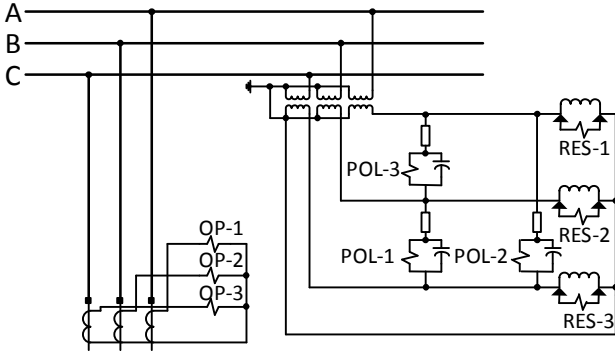 A
B
C
RES-1
POL-3
RES-2
OP-1
OP-2
POL-1
POL-2
OP-3
RES-3